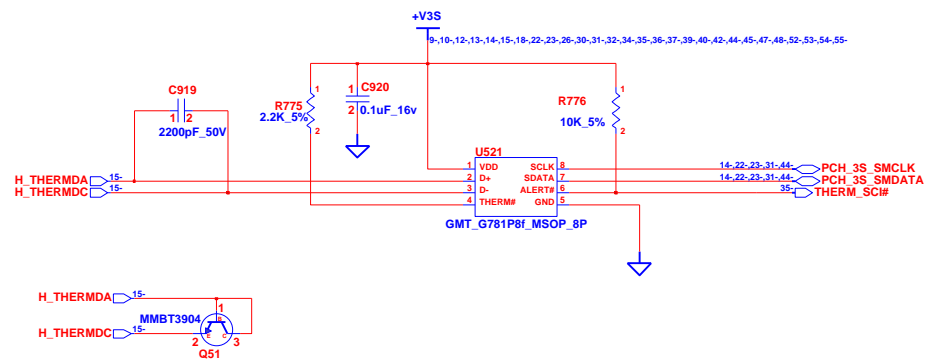 +V3S
9-,10-,12-,13-,14-,15-,18-,22-,23-,26-,30-,31-,32-,34-,35-,36-,37-,39-,40-,42-,44-,45-,47-,48-,52-,53-,54-,55-
C919
1 2
2200pF_50V
R775
2.2K_5%
1
2
C920
1
2
0.1uF_16v
R776
10K_5%
1
2
U521
H_THERMDA 15-
H_THERMDC 15-
1 VDD SCLK 8
2 D+ SDATA 7
3 D- ALERT# 6
4 THERM# GND 5
14-,22-,23-,31-,44- PCH_3S_SMCLK
14-,22-,23-,31-,44- PCH_3S_SMDATA
35- THERM_SCI#
GMT_G781P8f_MSOP_8P
H_THERMDA 15-
H_THERMDC 15-
MMBT3904
1
B
E C
2 3
Q51